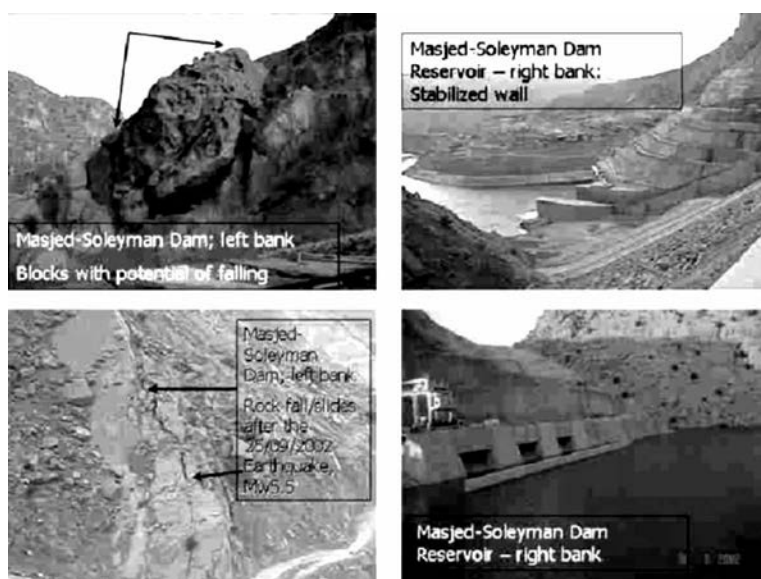 Masjed-Soleyman Dam; left bank
Blocks with potential of falling
Masjed-Soleyman Dam
Reservoir – right bank:
Stabilized wall
Masjed-
Soleyman
Dam; left bank
Rock fall/slides
after the
25/09/2002
Earthquake,
Mw5.5
Masjed-Soleyman Dam
Reservoir – right bank
2002